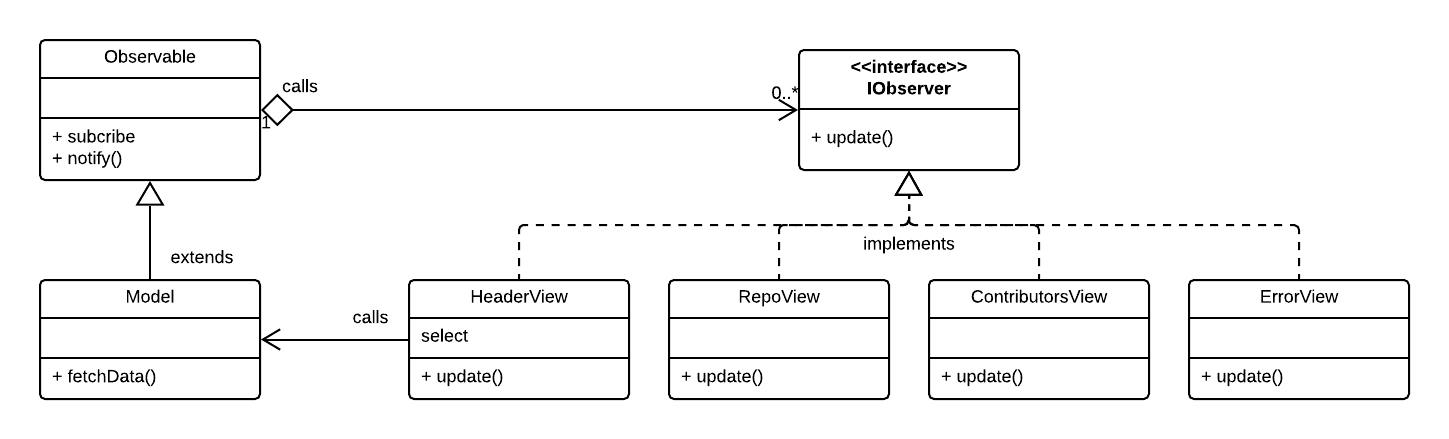 Observable
+ subcribe
+ notify()
calls
1
0..*
<<interface>>
IObserver
+ update()
extends
implements
Model
+ fetchData()
calls
HeaderView
select
+ update()
RepoView
+ update()
ContributorsView
+ update()
ErrorView
+ update()